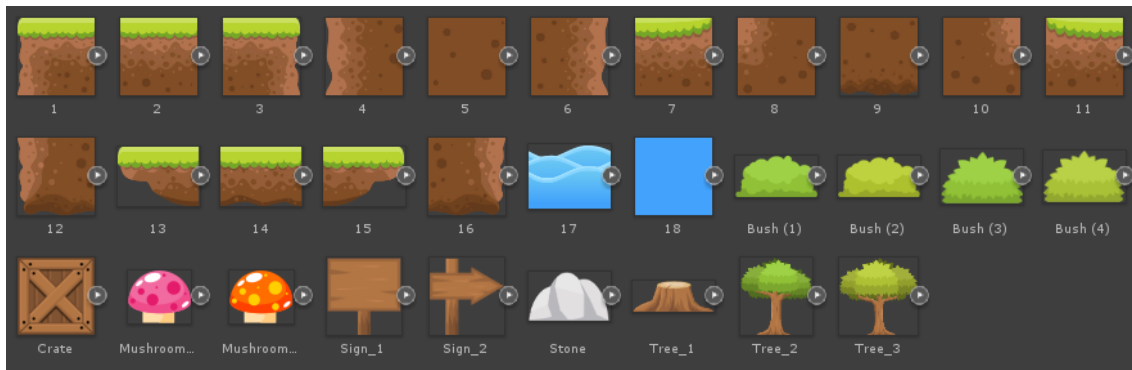 1 2 3 4 5 6 7 8 9 10 11
12 13 14 15 16 17 18 Bush (1) Bush (2) Bush (3) Bush (4)
Crate Mushroom... Mushroom... Sign_1 Sign_2 Stone Tree_1 Tree_2 Tree_3